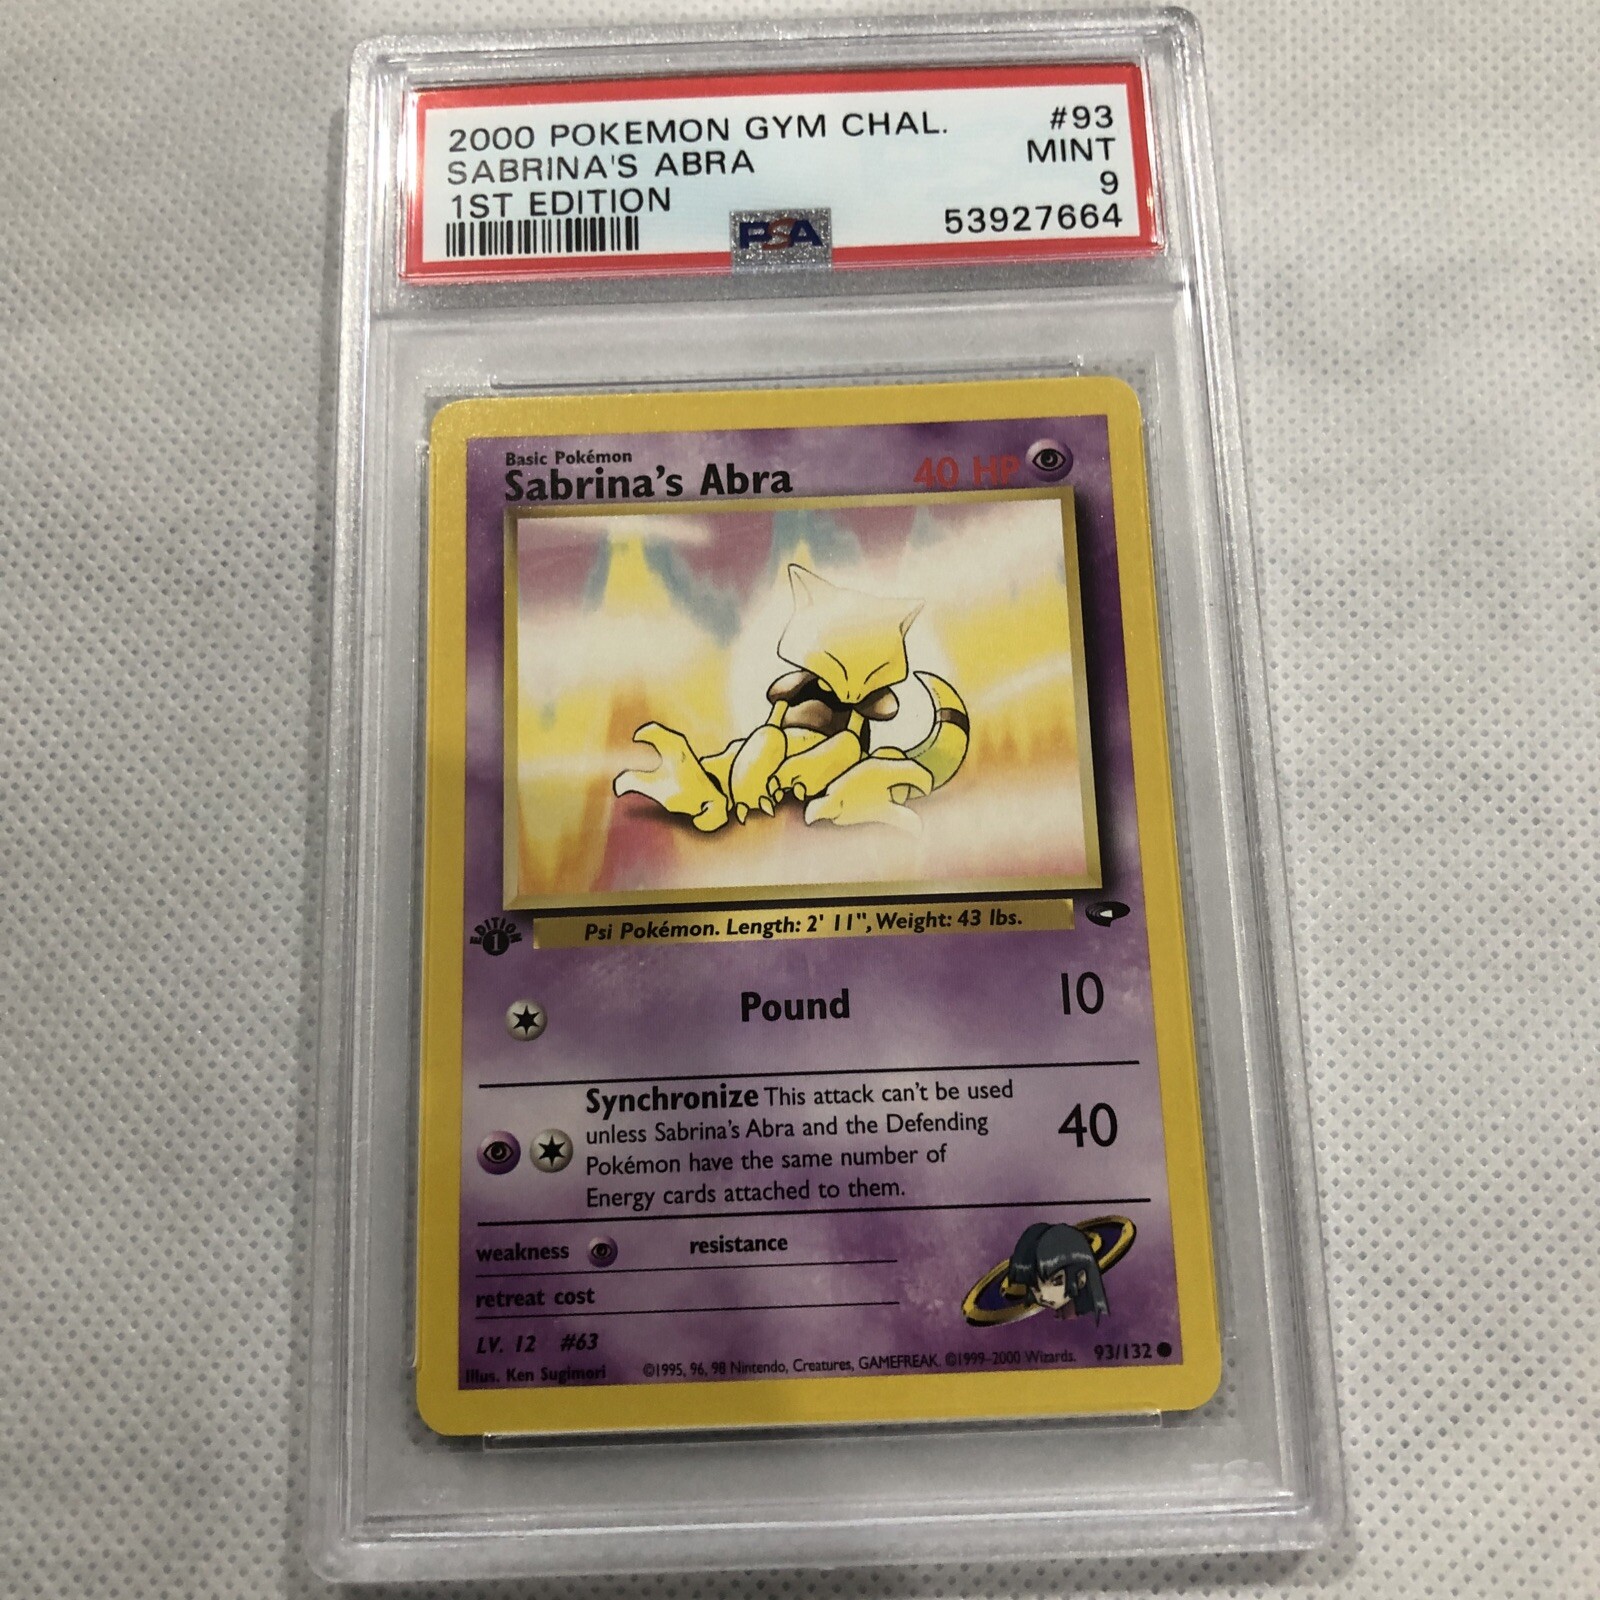 2000 POKEMON GYM CHAL. #93
SABRINA'S ABRA MINT
1ST EDITION 9
PSA 53927664
Basic Pokémon
Sabrina's Abra 40 HP
EDITION 1
Psi Pokémon. Length: 2' 11", Weight: 43 lbs.
Pound 10
Synchronize This attack can't be used
unless Sabrina's Abra and the Defending
Pokémon have the same number of
Energy cards attached to them.
40
weakness resistance
retreat cost
LV. 12 #63
Illus. Ken Sugimori ©1995, 96, 98 Nintendo, Creatures, GAMEFREAK. ©1999-2000 Wizards. 93/132